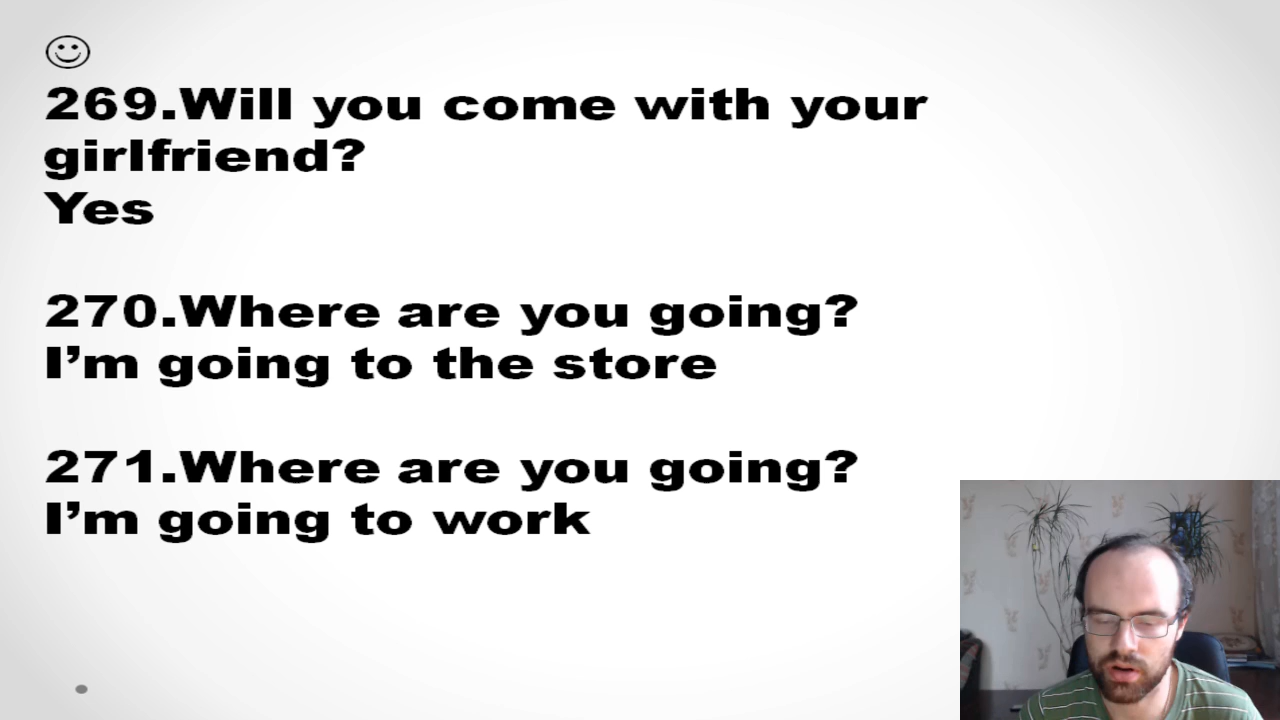 269.Will you come with your
girlfriend?
Yes
270.Where are you going?
I’m going to the store
271.Where are you going?
I’m going to work